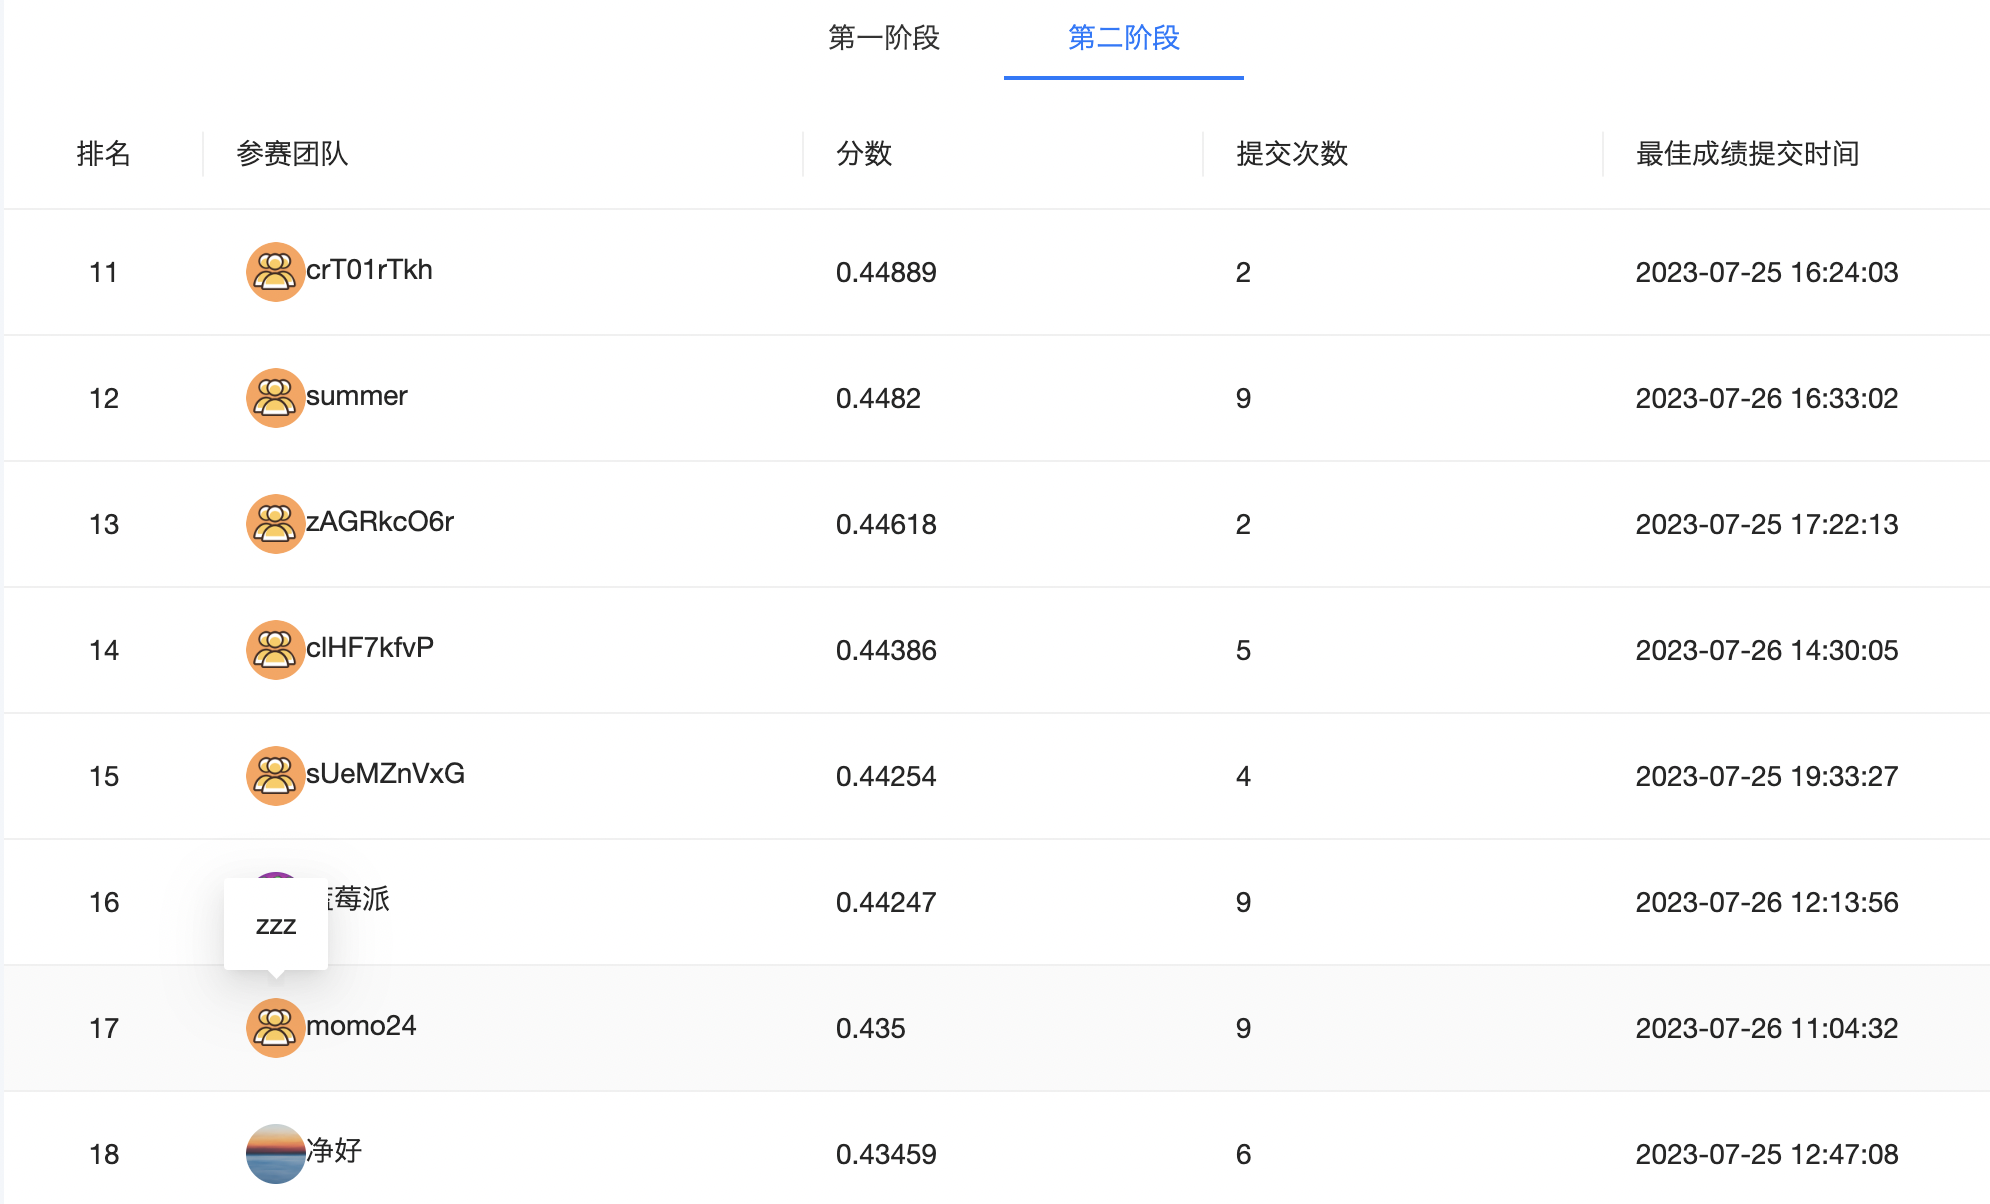 第一阶段 第二阶段
排名 参赛团队 分数 提交次数 最佳成绩提交时间
11 crT01rTkh 0.44889 2 2023-07-25 16:24:03
12 summer 0.4482 9 2023-07-26 16:33:02
13 zAGRkcO6r 0.44618 2 2023-07-25 17:22:13
14 clHF7kfvP 0.44386 5 2023-07-26 14:30:05
15 sUeMZnVxG 0.44254 4 2023-07-25 19:33:27
16 莓派 0.44247 9 2023-07-26 12:13:56
zzz
17 momo24 0.435 9 2023-07-26 11:04:32
18 净好 0.43459 6 2023-07-25 12:47:08